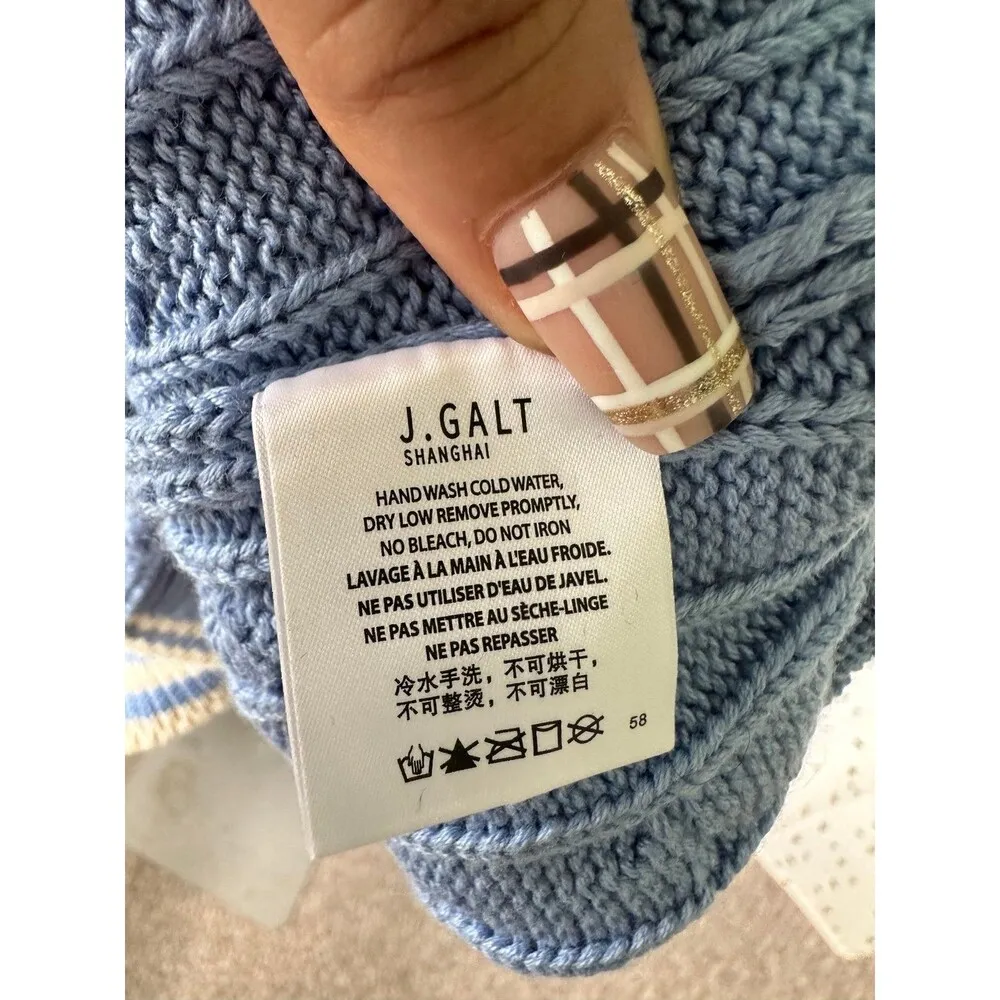 J.GALT
SHANGHAI
HAND WASH COLD WATER,
DRY LOW REMOVE PROMPTLY,
NO BLEACH, DO NOT IRON
LAVAGE À LA MAIN À L'EAU FROIDE.
NE PAS UTILISER D'EAU DE JAVEL.
NE PAS METTRE AU SÈCHE-LINGE
NE PAS REPASSER
冷水手洗，不可烘干，
不可整烫，不可漂白
58